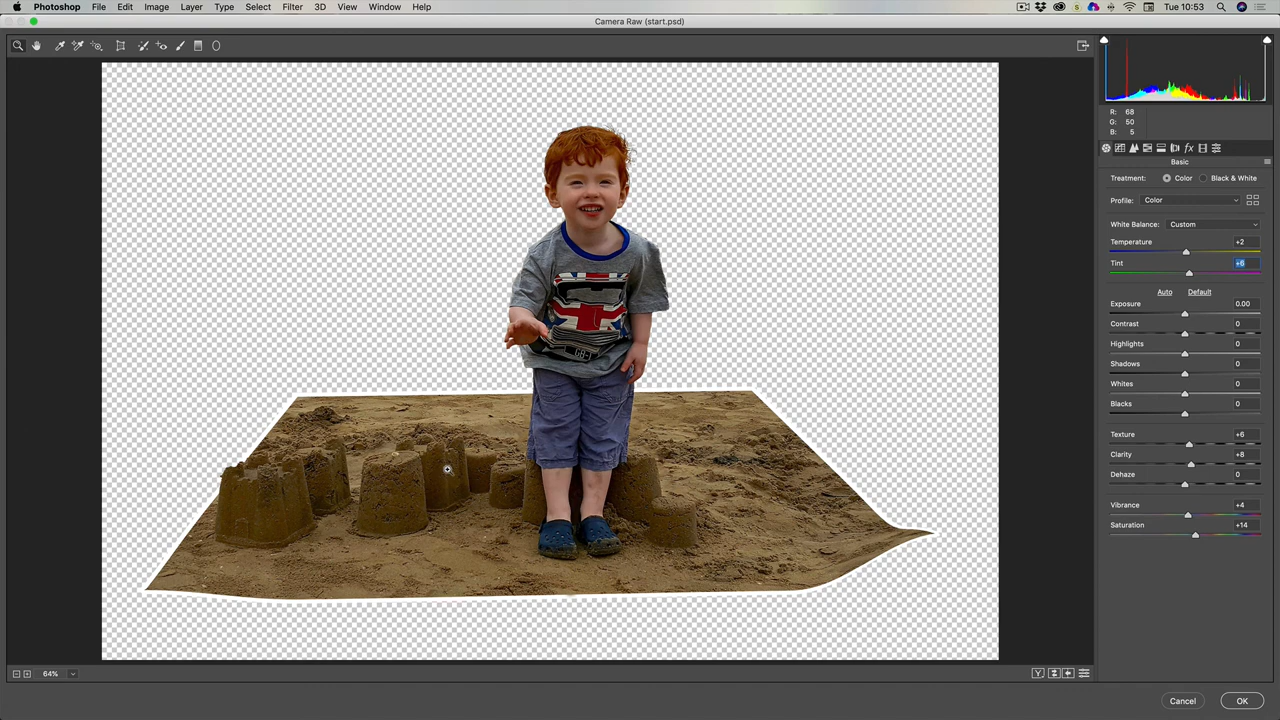 Photoshop File Edit Image Layer Type Select Filter 3D View Window Help Tue 10:53
Camera Raw (start.psd)
R: 68
G: 50
B: 5
Basic
Treatment: Color Black & White
Profile: Color
White Balance: Custom
Temperature +2
Tint +6
Auto Default
Exposure 0.00
Contrast 0
Highlights 0
Shadows 0
Whites 0
Blacks 0
Texture +6
Clarity +8
Dehaze 0
Vibrance +4
Saturation +14
GB-1
64%
Y
Cancel OK